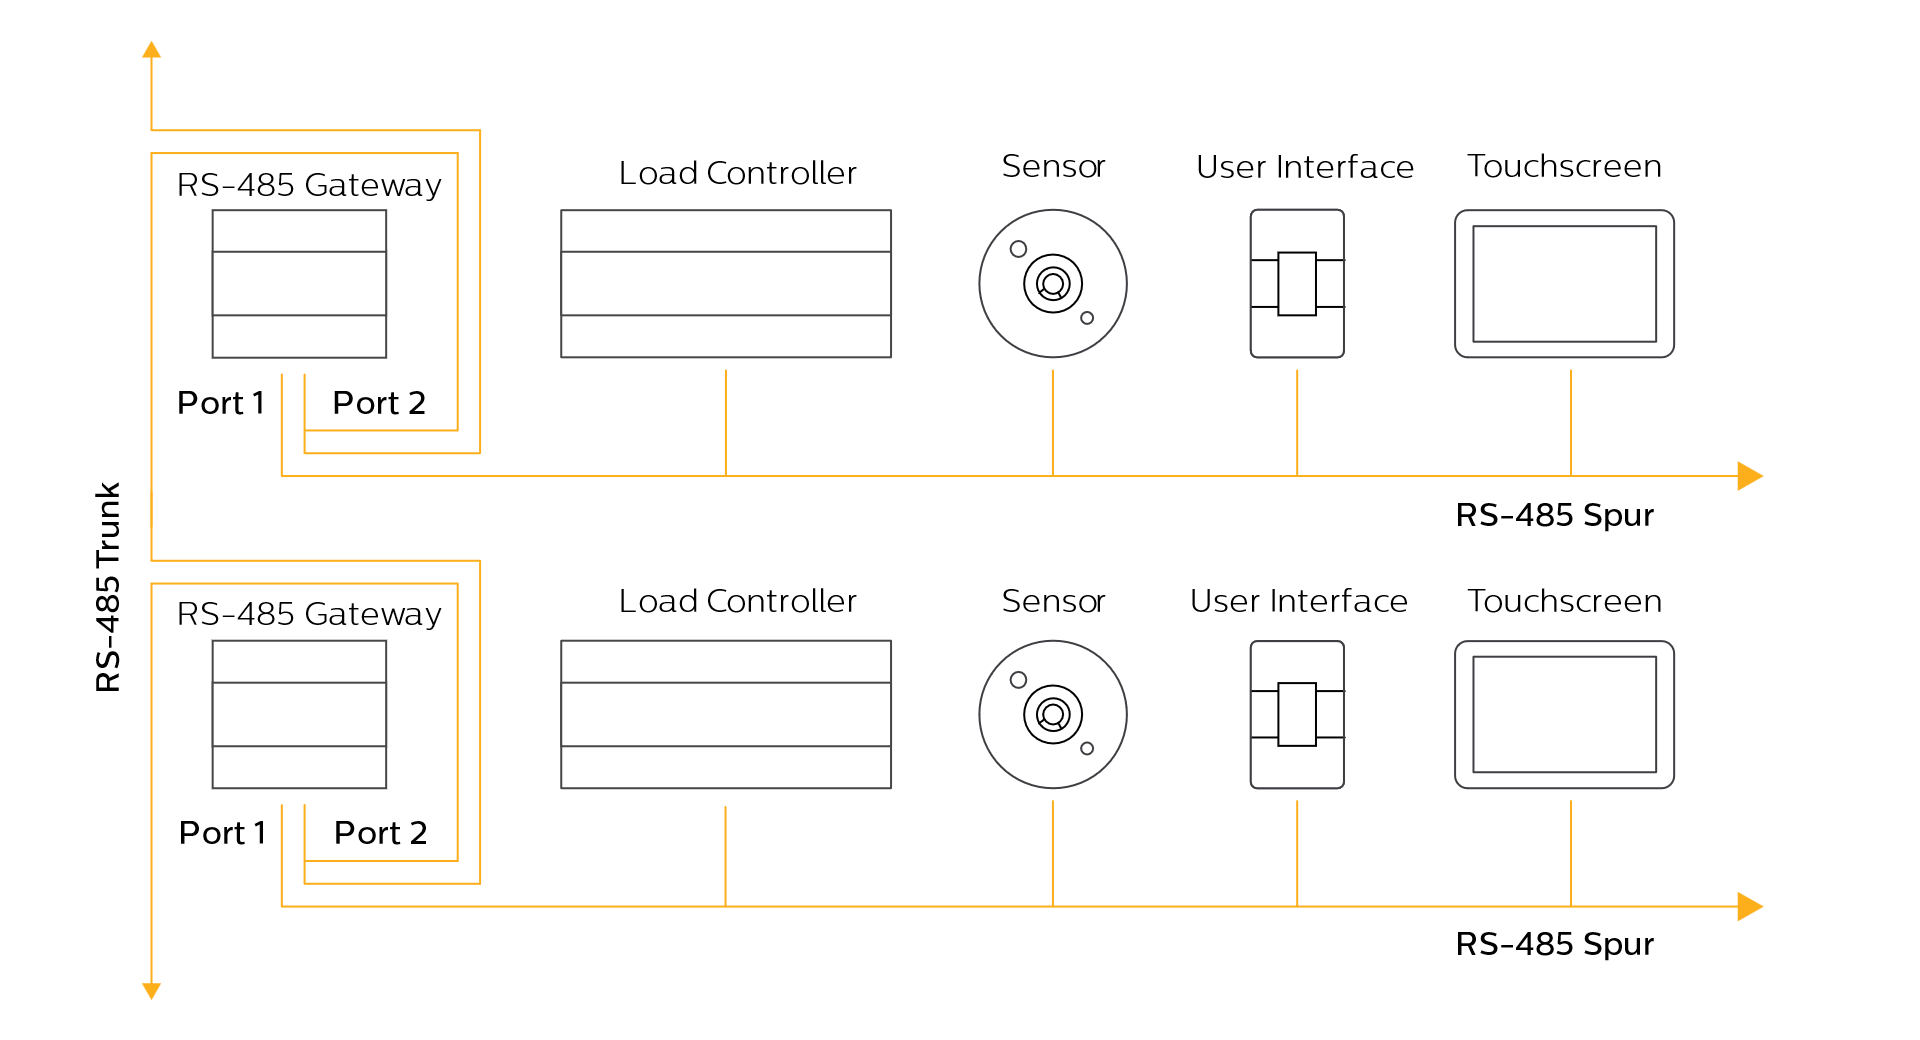 RS-485 Gateway
Load Controller
Sensor
User Interface
Touchscreen
Port 1
Port 2
RS-485 Spur
RS-485 Trunk
RS-485 Gateway
Load Controller
Sensor
User Interface
Touchscreen
Port 1
Port 2
RS-485 Spur